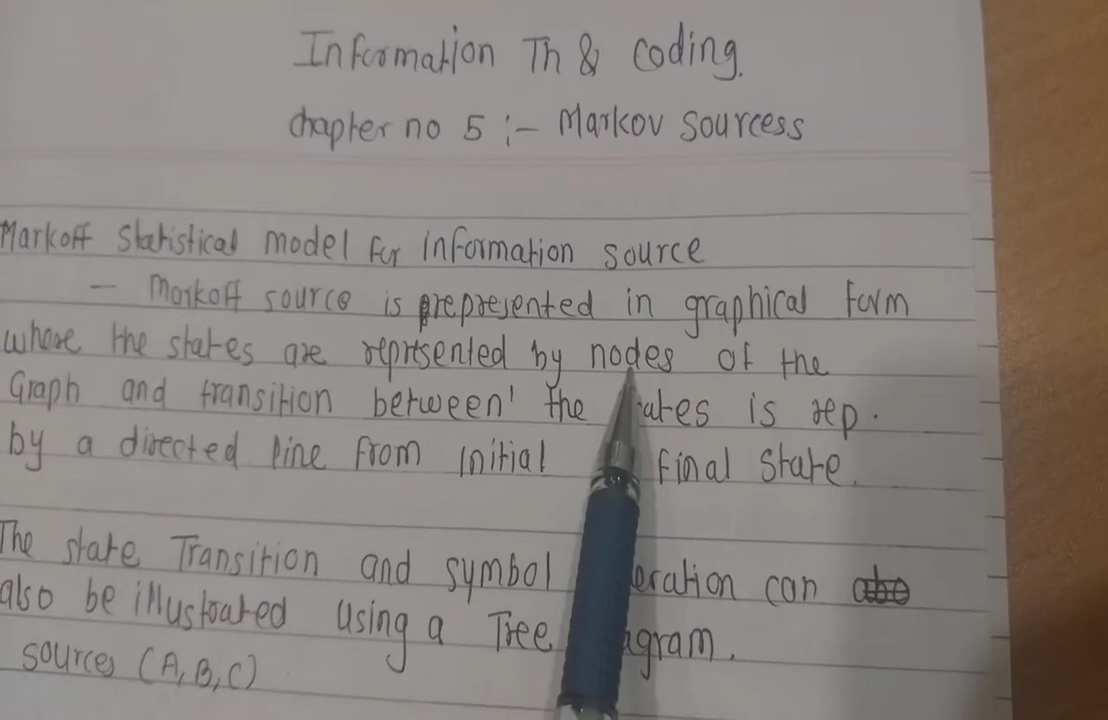 Information Th & Coding.
Chapter no 5 :- Markov Sourcess
Markoff Statistical model for information source
- Markoff source is represented in graphical form
where the states are represented by nodes of the
Graph and transition between' the ates is rep.
by a directed line from Initial Final State.
The state Transition and symbol eration can
also be illustrated using a Tree agram.
sources (A,B,C)